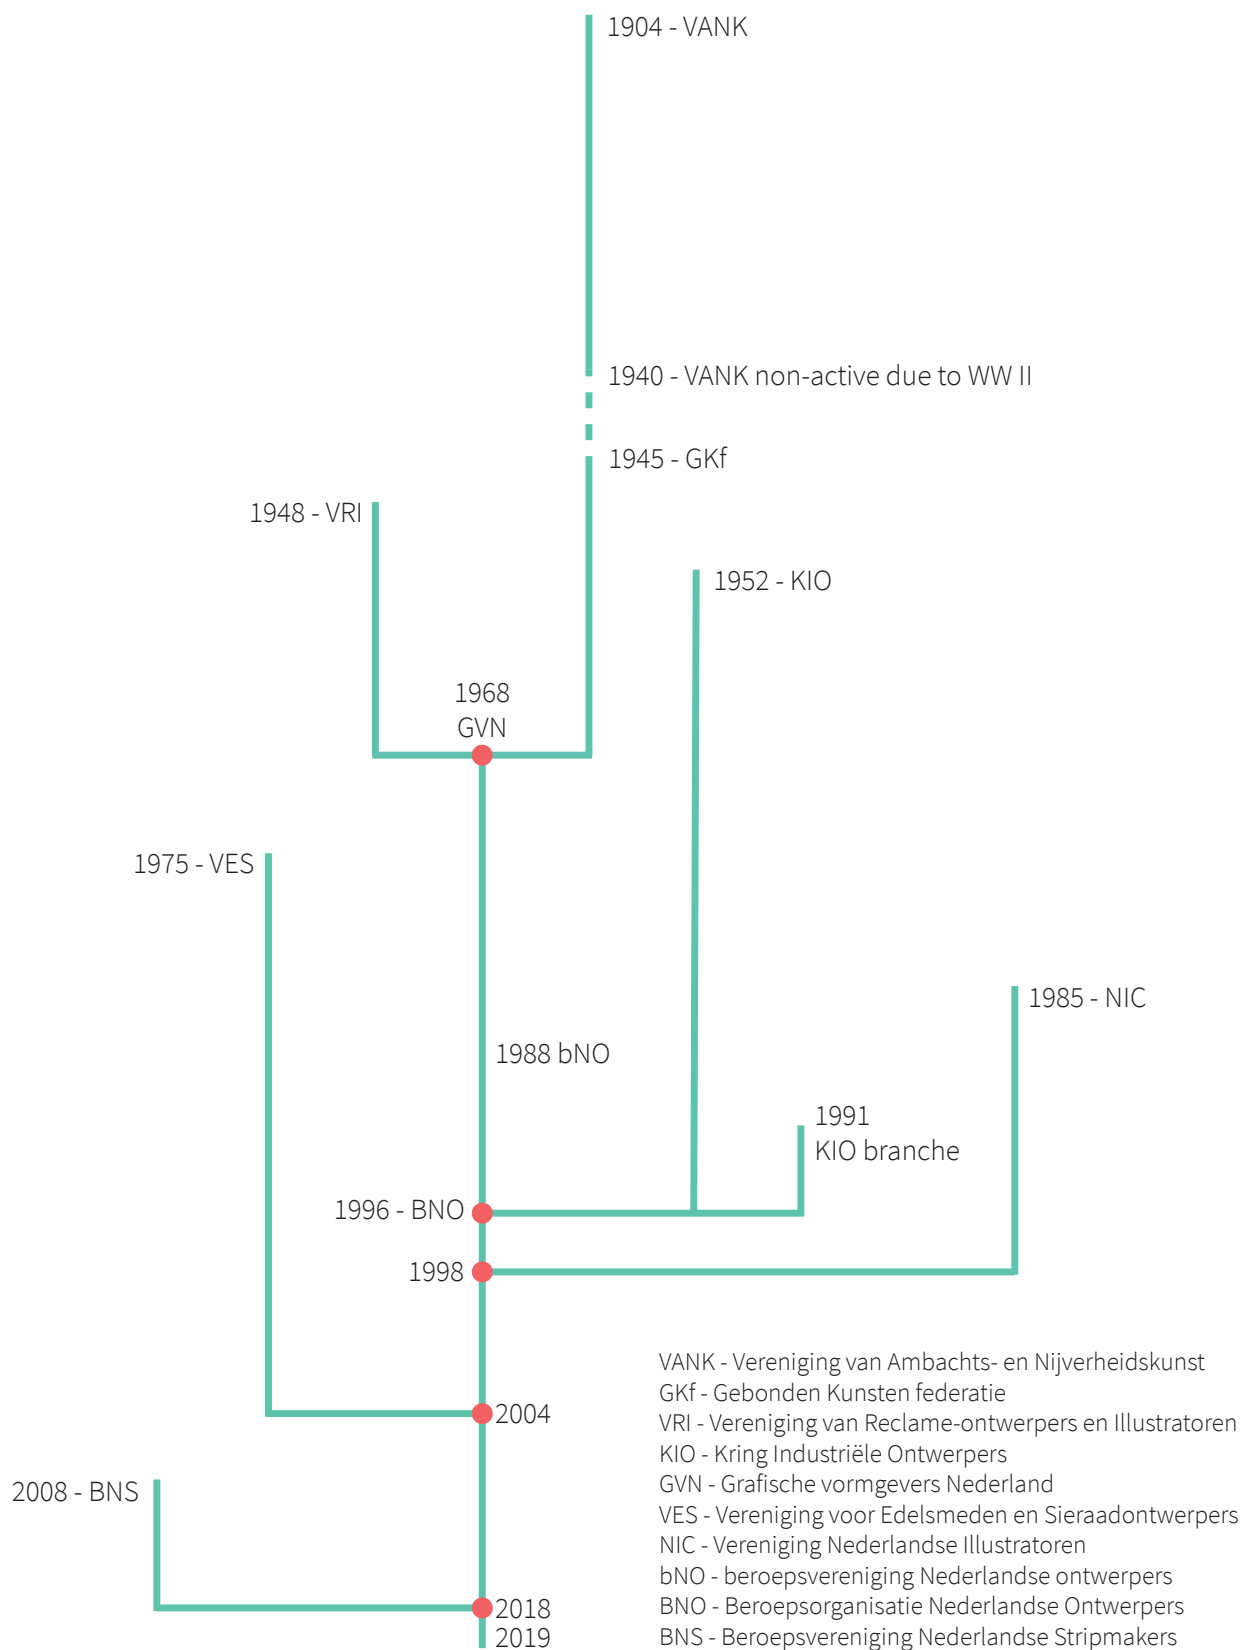 1904 - VANK
1940 - VANK non-active due to WW II
1945 - GKf
1948 - VRI
1952 - KIO
1968
GVN
1975 - VES
1985 - NIC
1988 bNO
1991
KIO branche
1996 - BNO
1998
2004
2008 - BNS
2018
2019
VANK - Vereniging van Ambachts- en Nijverheidskunst
GKf - Gebonden Kunsten federatie
VRI - Vereniging van Reclame-ontwerpers en Illustratoren
KIO - Kring Industriële Ontwerpers
GVN - Grafische vormgevers Nederland
VES - Vereniging voor Edelsmeden en Sieraadontwerpers
NIC - Vereniging Nederlandse Illustratoren
bNO - beroepsvereniging Nederlandse ontwerpers
BNO - Beroepsorganisatie Nederlandse Ontwerpers
BNS - Beroepsvereniging Nederlandse Stripmakers